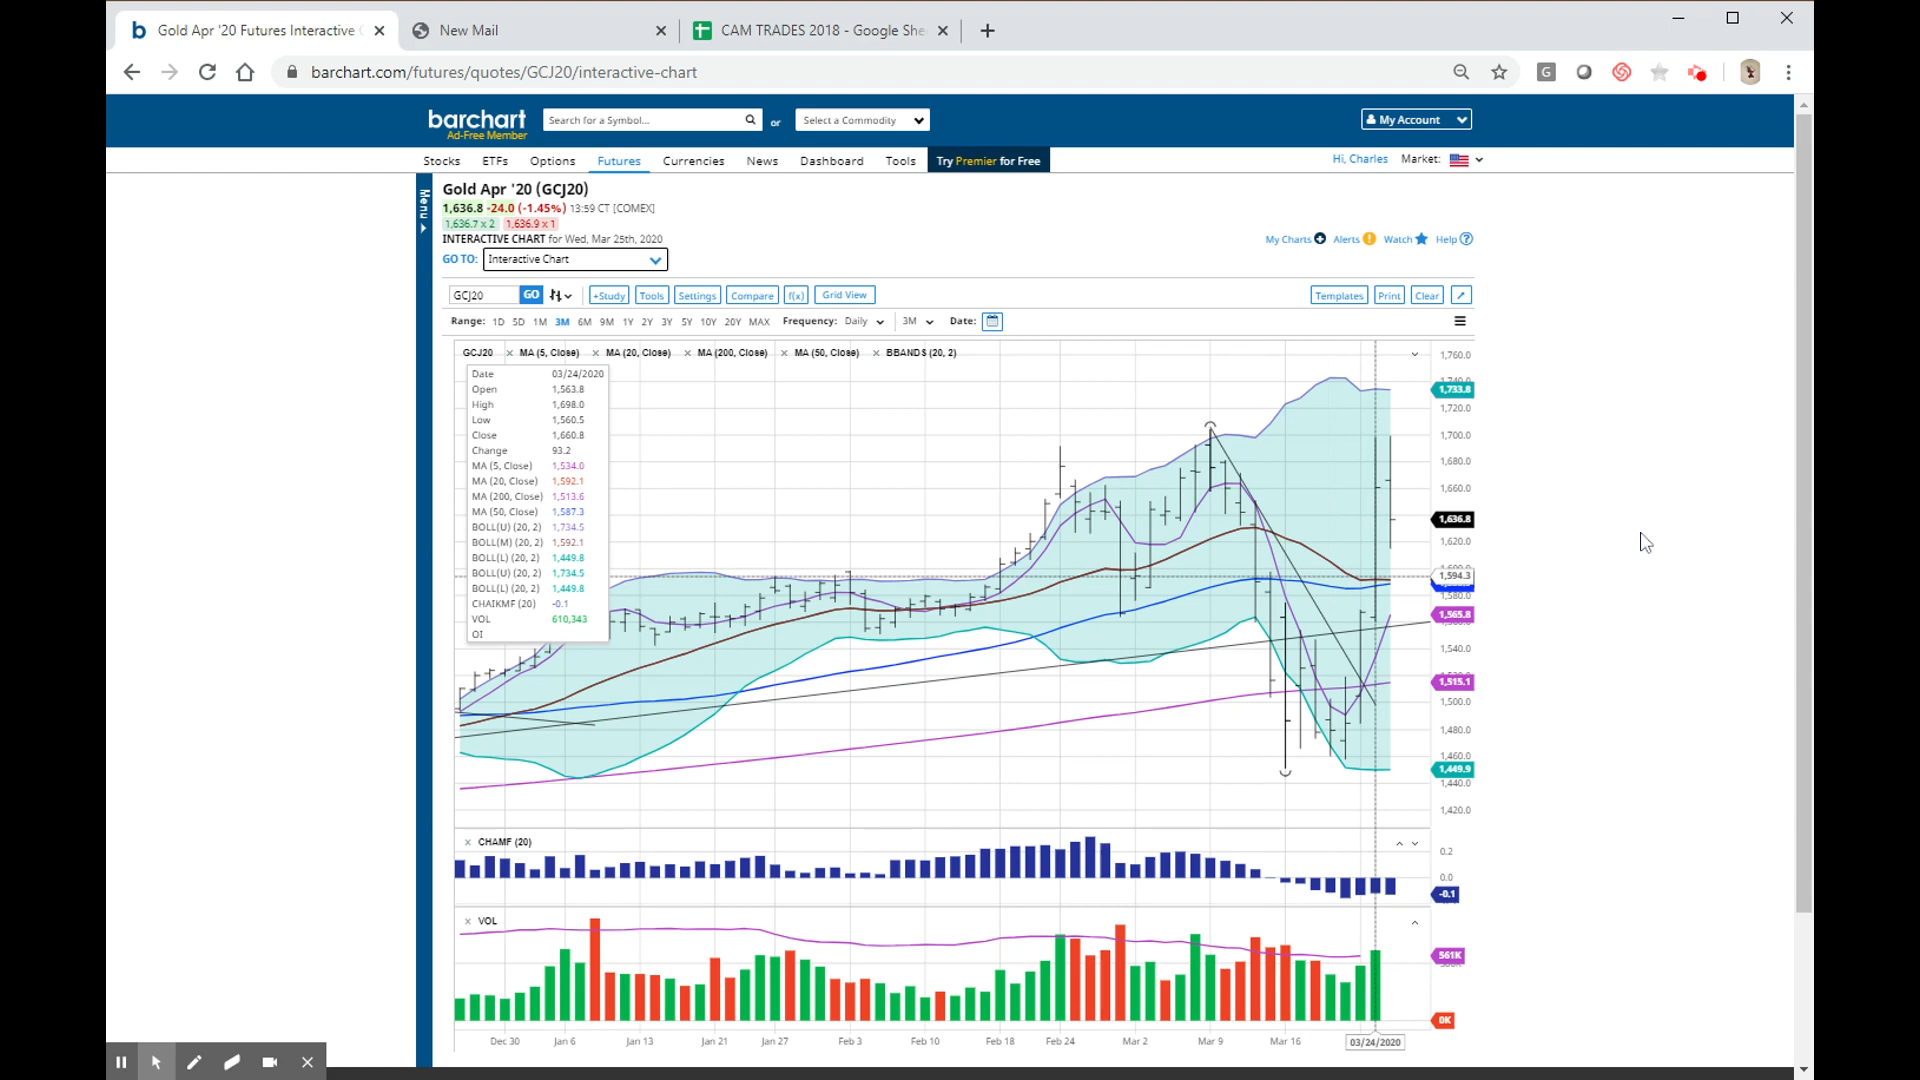 Gold Apr '20 Futures Interactive
New Mail
CAM TRADES 2018 - Google She
barchart.com/futures/quotes/GCJ20/interactive-chart
barchart
Ad-Free Member
Search for a Symbol...
or
Select a Commodity
My Account
Stocks ETFs Options Futures Currencies News Dashboard Tools Try Premier for Free
Hi, Charles Market:
Menu
Gold Apr '20 (GCJ20)
1,636.8 -24.0 (-1.45%) 13:59 CT [COMEX]
1,636.7 x 2 1,636.9 x 1
INTERACTIVE CHART for Wed, Mar 25th, 2020
My Charts Alerts Watch Help
GO TO: Interactive Chart
GCJ20 GO +Study Tools Settings Compare f(x) Grid View
Templates Print Clear
Range: 1D 5D 1M 3M 6M 9M 1Y 2Y 3Y 5Y 10Y 20Y MAX Frequency: Daily 3M Date:
GCJ20 × MA (5, Close) × MA (20, Close) × MA (200, Close) × MA (50, Close) × BBANDS (20, 2)
Date 03/24/2020
Open 1,563.8
High 1,698.0
Low 1,560.5
Close 1,660.8
Change 93.2
MA (5, Close) 1,534.0
MA (20, Close) 1,592.1
MA (200, Close) 1,513.6
MA (50, Close) 1,587.3
BOLL(U) (20, 2) 1,734.5
BOLL(M) (20, 2) 1,592.1
BOLL(L) (20, 2) 1,449.8
BOLL(U) (20, 2) 1,734.5
BOLL(L) (20, 2) 1,449.8
CHAIKMF (20) -0.1
VOL 610,343
OI
1,760.0
1,733.8
1,720.0
1,700.0
1,680.0
1,660.0
1,636.8
1,620.0
1,594.3
1,580.0
1,565.8
1,540.0
1,515.1
1,500.0
1,480.0
1,460.0
1,449.9
1,440.0
1,420.0
× CHAMF (20)
0.2
0.0
-0.1
× VOL
561K
0K
Dec 30 Jan 6 Jan 13 Jan 21 Jan 27 Feb 3 Feb 10 Feb 18 Feb 24 Mar 2 Mar 9 Mar 16 03/24/2020